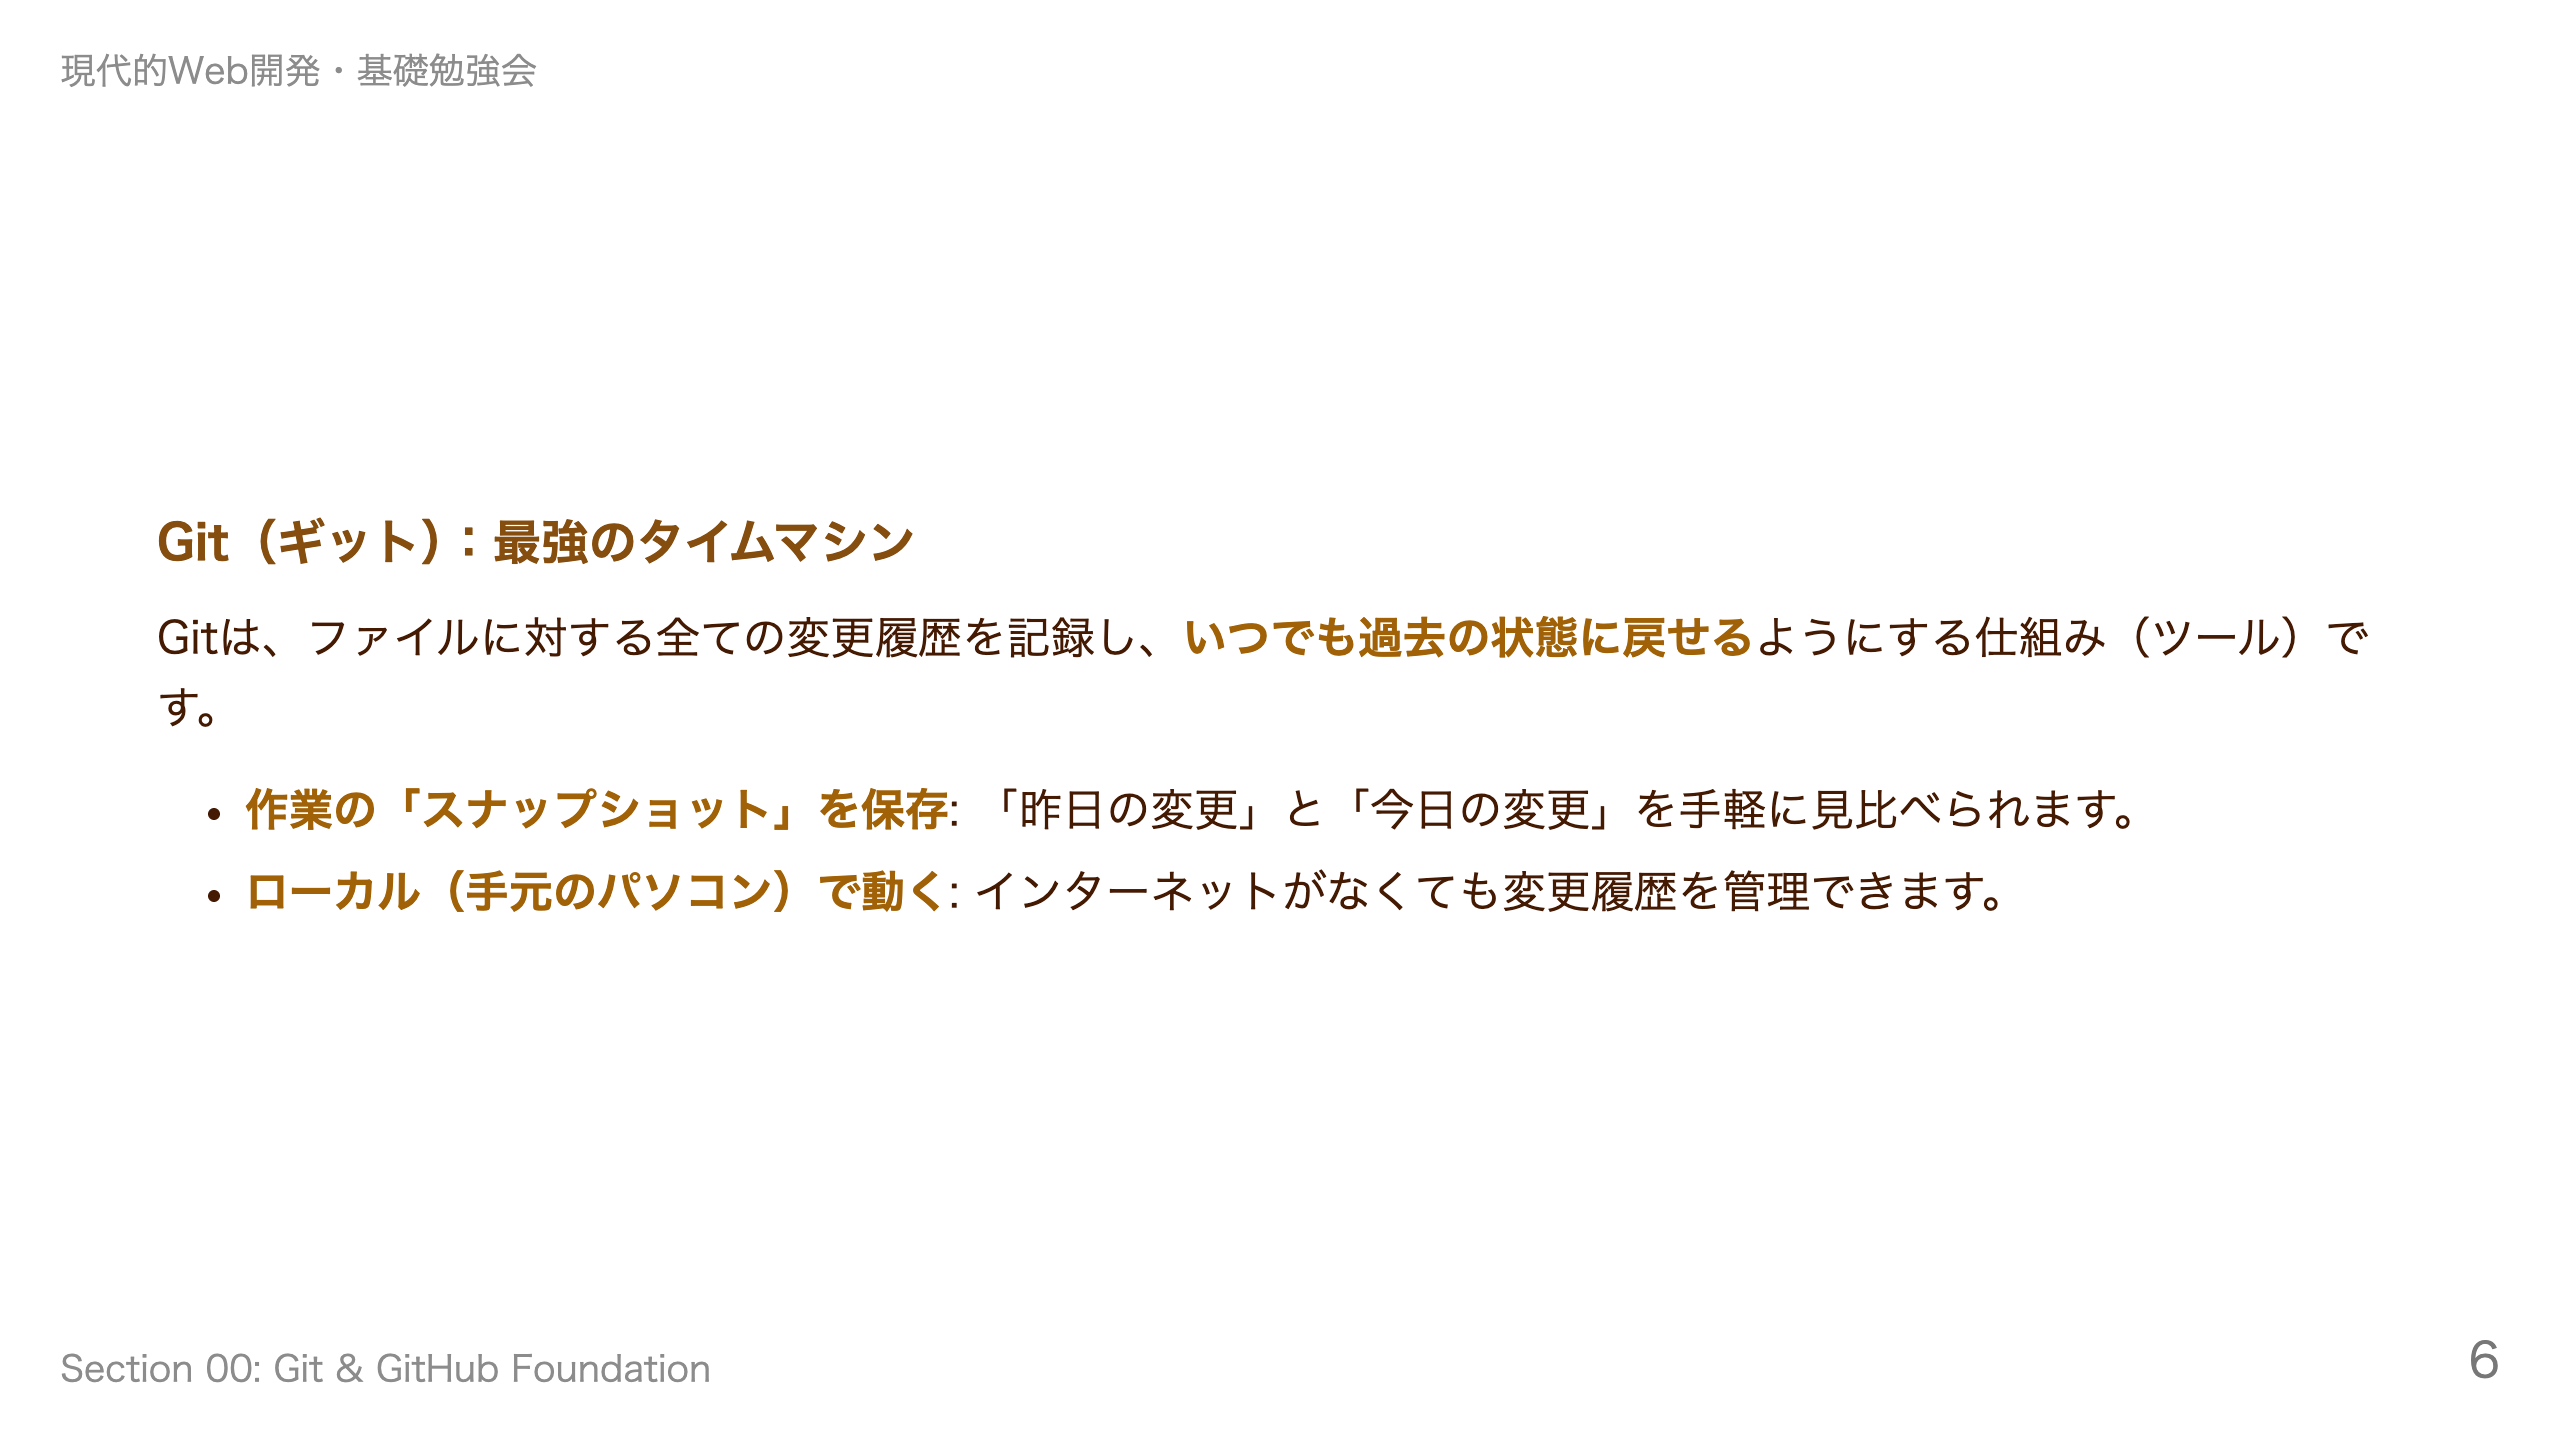 現代的Web開発・基礎勉強会
Git（ギット）：最強のタイムマシン
Gitは、ファイルに対する全ての変更履歴を記録し、いつでも過去の状態に戻せるようにする仕組み（ツール）で
す。
• 作業の「スナップショット」を保存: 「昨日の変更」と「今日の変更」を手軽に見比べられます。
• ローカル（手元のパソコン）で動く: インターネットがなくても変更履歴を管理できます。
Section 00: Git & GitHub Foundation
6